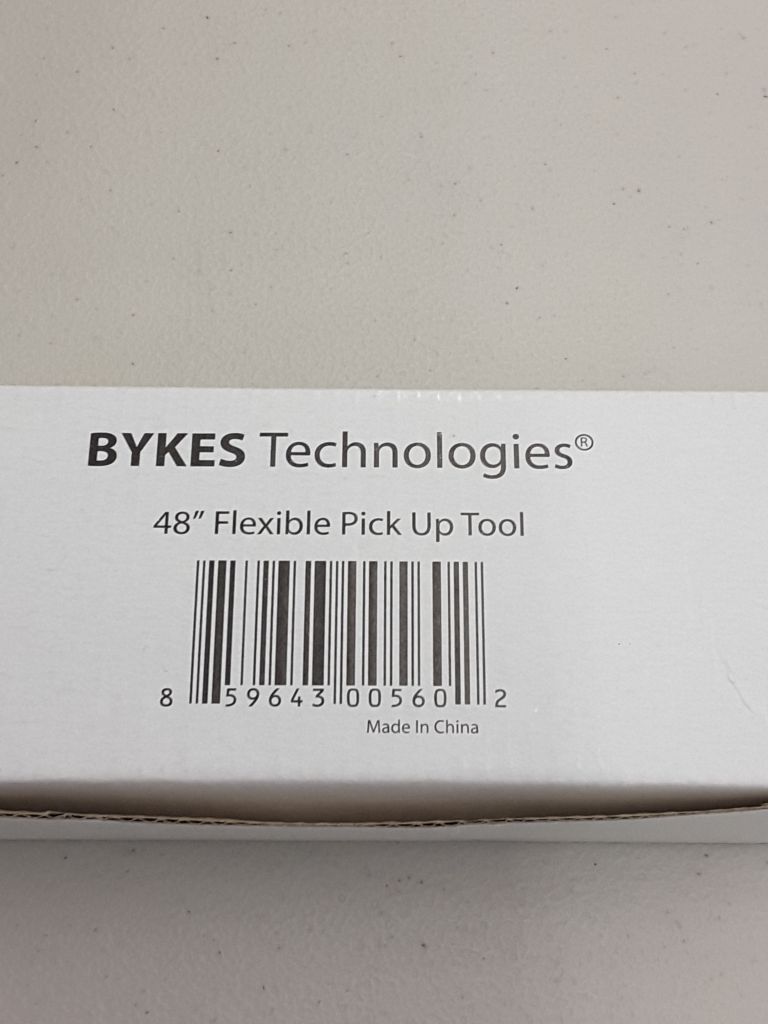 BYKES Technologies®
48” Flexible Pick Up Tool
8 59643 00560 2
Made In China